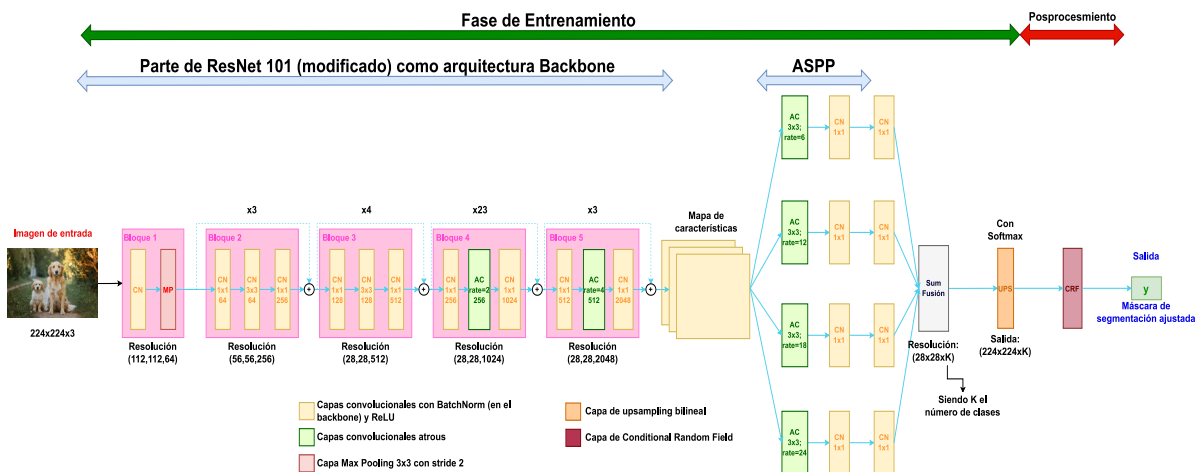 Fase de Entrenamiento
Posprocesmiento
Parte de ResNet 101 (modificado) como arquitectura Backbone
ASPP
x3
x4
x23
x3
Imagen de entrada
224x224x3
Bloque 1
CN
MP
Resolución
(112,112,64)
Bloque 2
CN
1x1
64
CN
3x3
64
CN
1x1
256
+
Resolución
(56,56,256)
Bloque 3
CN
1x1
128
CN
3x3
128
CN
1x1
512
+
Resolución
(28,28,512)
Bloque 4
CN
1x1
256
AC
rate=2
256
CN
1x1
1024
+
Resolución
(28,28,1024)
Bloque 5
CN
1x1
512
AC
rate=4
512
CN
1x1
2048
+
Resolución
(28,28,2048)
Mapa de
características
AC
3x3;
rate=6
CN
1x1
CN
1x1
AC
3x3;
rate=12
CN
1x1
CN
1x1
AC
3x3;
rate=18
CN
1x1
CN
1x1
AC
3x3;
rate=24
CN
1x1
CN
1x1
Sum
Fusión
Resolución:
(28x28xK)
Siendo K el
número de clases
Con
Softmax
UPS
Salida:
(224x224xK)
CRF
Salida
y
Máscara de
segmentación ajustada
Capas convolucionales con BatchNorm (en el
backbone) y ReLU
Capas convolucionales atrous
Capa Max Pooling 3x3 con stride 2
Capa de upsampling bilineal
Capa de Conditional Random Field